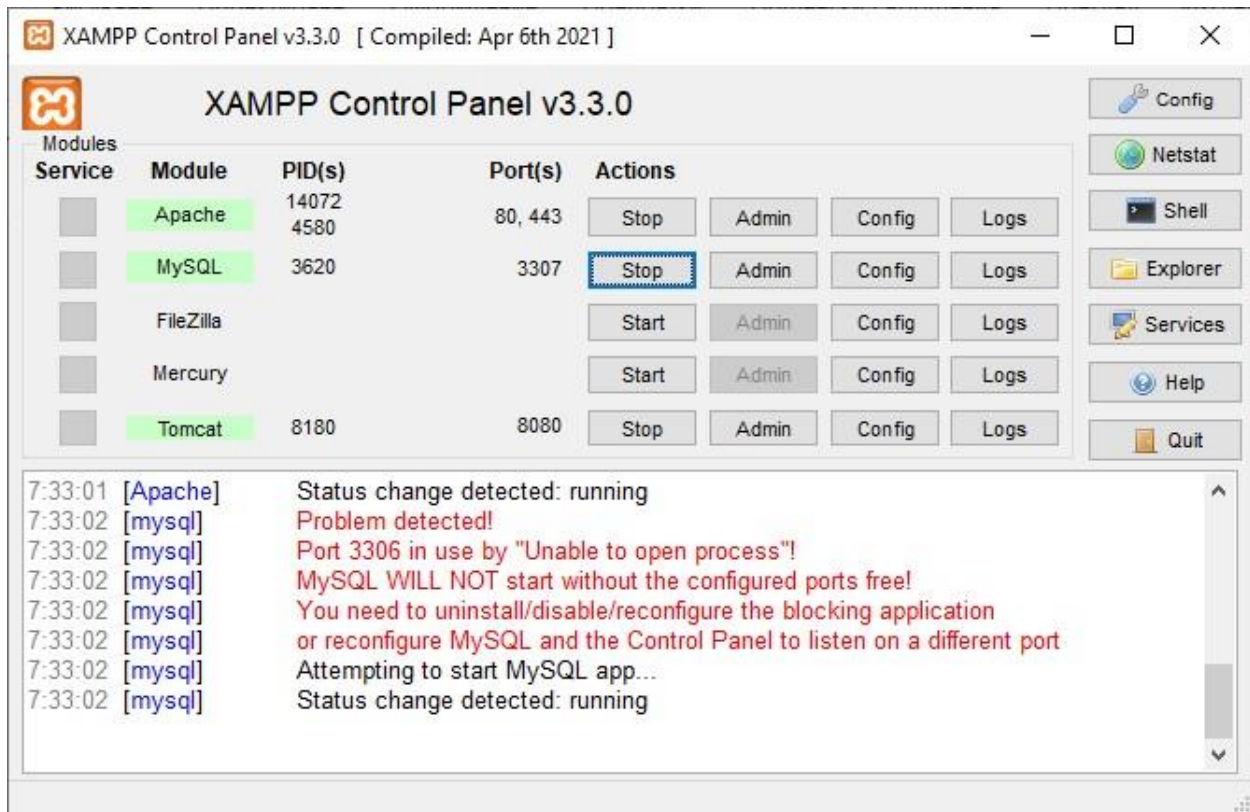 XAMPP Control Panel v3.3.0 [ Compiled: Apr 6th 2021 ]
XAMPP Control Panel v3.3.0
Config
Modules
Netstat
Service Module PID(s) Port(s) Actions
Apache 14072 4580 80, 443 Stop Admin Config Logs
Shell
MySQL 3620 3307 Stop Admin Config Logs
Explorer
FileZilla Start Admin Config Logs
Services
Mercury Start Admin Config Logs
Help
Tomcat 8180 8080 Stop Admin Config Logs
Quit
7:33:01 [Apache] Status change detected: running
7:33:02 [mysql] Problem detected!
7:33:02 [mysql] Port 3306 in use by "Unable to open process"!
7:33:02 [mysql] MySQL WILL NOT start without the configured ports free!
7:33:02 [mysql] You need to uninstall/disable/reconfigure the blocking application
7:33:02 [mysql] or reconfigure MySQL and the Control Panel to listen on a different port
7:33:02 [mysql] Attempting to start MySQL app...
7:33:02 [mysql] Status change detected: running